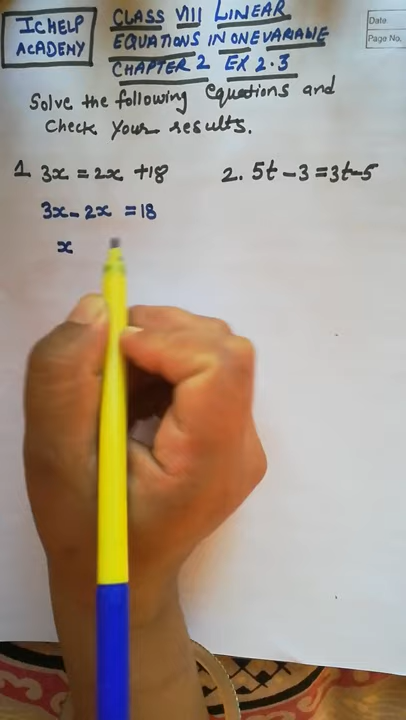 ICHELP
ACADEMY
CLASS VIII LINEAR
EQUATIONS IN ONE VARIABLE
CHAPTER 2 EX 2.3
Date
Page No.
Solve the following equations and
check your results.
1. 3x = 2x + 18
3x - 2x = 18
x
2. 5t - 3 = 3t - 5